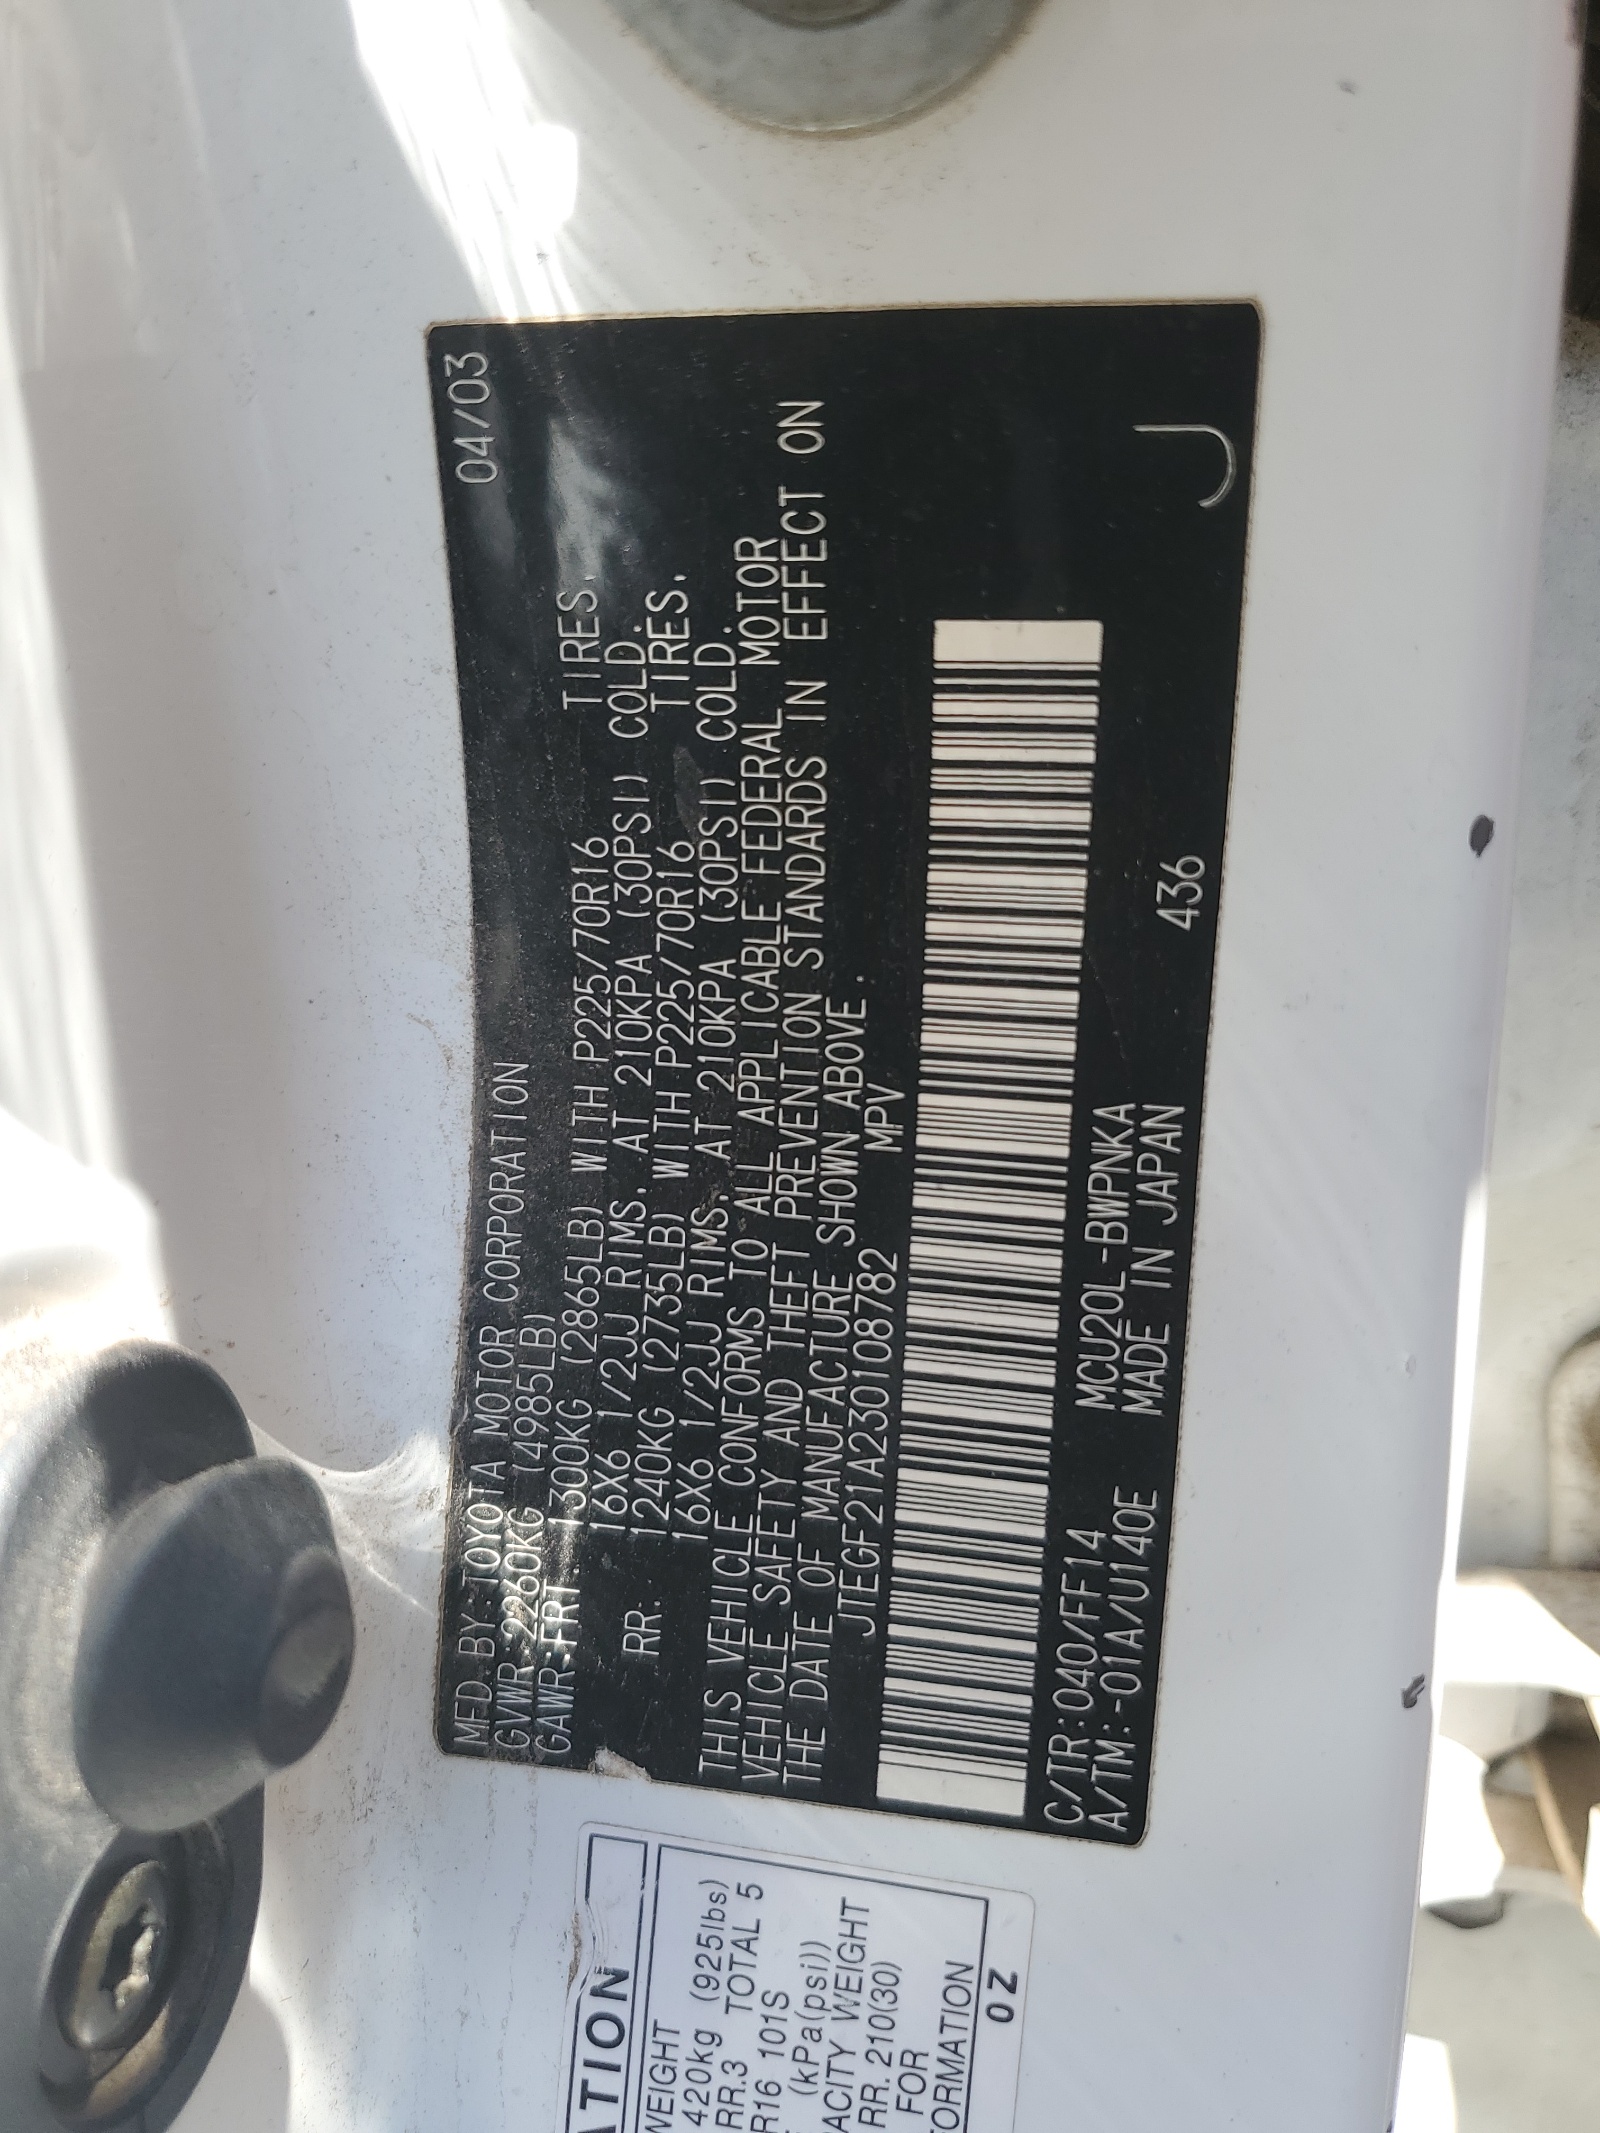 04/03
MFD. BY: TOYOTA MOTOR CORPORATION
GVWR: 2260KG (4985LB)
GAWR: FRT. 1300KG (2865LB) WITH P225/70R16 TIRES.
16X6 1/2JJ RIMS. AT 210KPA (30PSI) COLD.
RR. 1240KG (2735LB) WITH P225/70R16 TIRES.
16X6 1/2JJ RIMS. AT 210KPA (30PSI) COLD.
THIS VEHICLE CONFORMS TO ALL APPLICABLE FEDERAL MOTOR
VEHICLE SAFETY AND THEFT PREVENTION STANDARDS IN EFFECT ON
THE DATE OF MANUFACTURE SHOWN ABOVE.
JTEGF21A230108782 MPV
C/TR:040/FF14 MCU20L-BWPNKA 436
A/TM:-01A/U140E MADE IN JAPAN
J
WEIGHT
420kg (925lbs)
RR.3 TOTAL 5
R16 101S
(kPa(psi))
WEIGHT
RR. 210(30)
FOR
0Z